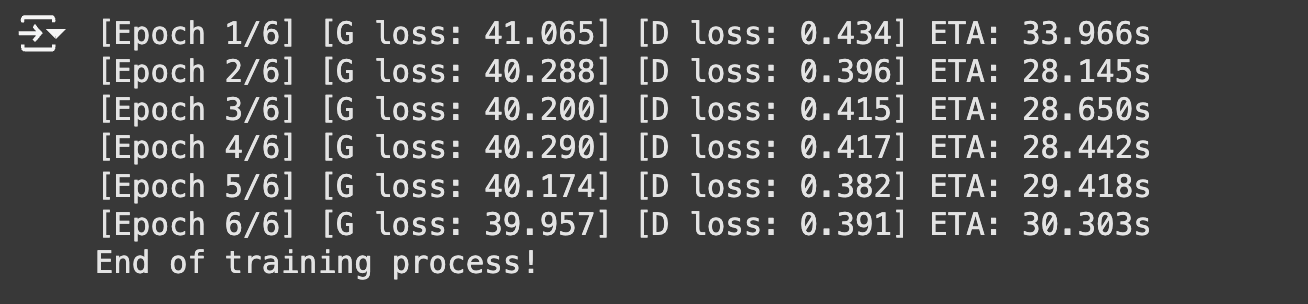 [Epoch 1/6] [G loss: 41.065] [D loss: 0.434] ETA: 33.966s
[Epoch 2/6] [G loss: 40.288] [D loss: 0.396] ETA: 28.145s
[Epoch 3/6] [G loss: 40.200] [D loss: 0.415] ETA: 28.650s
[Epoch 4/6] [G loss: 40.290] [D loss: 0.417] ETA: 28.442s
[Epoch 5/6] [G loss: 40.174] [D loss: 0.382] ETA: 29.418s
[Epoch 6/6] [G loss: 39.957] [D loss: 0.391] ETA: 30.303s
End of training process!